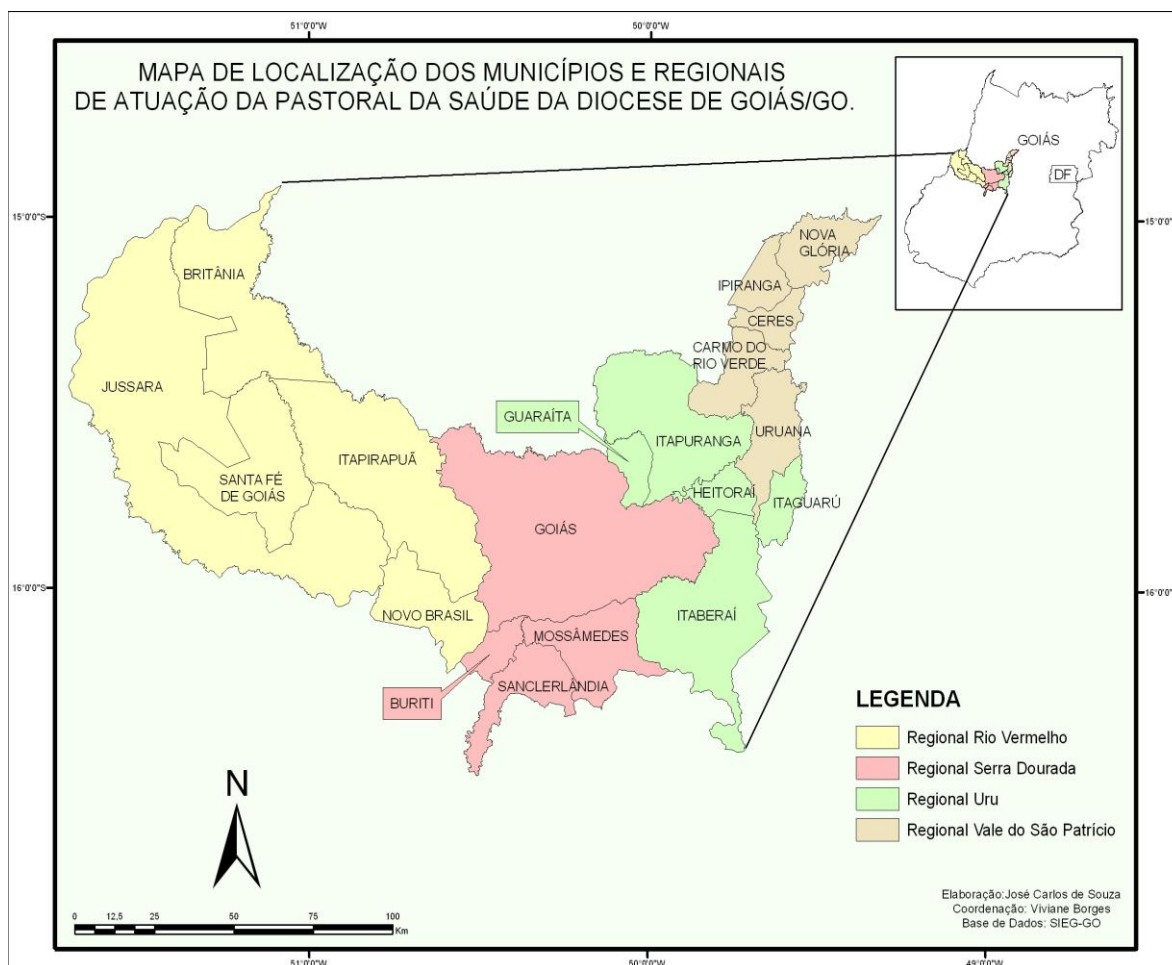 51°0'0"W
50°0'0"W
MAPA DE LOCALIZAÇÃO DOS MUNICÍPIOS E REGIONAIS
DE ATUAÇÃO DA PASTORAL DA SAÚDE DA DIOCESE DE GOIÁS/GO.
GOIÁS
DF
15°0'0"S
15°0'0"
NOVA
GLÓRIA
BRITÂNIA
IPIRANGA
CERES
CARMO DO
RIO VERDE
JUSSARA
GUARAÍTA
ITAPURANGA
URUANA
ITAPIRAPUÃ
SANTA FÉ
DE GOIÁS
HEITORAÍ
ITAGUARÚ
GOIÁS
16°0'0"S
16°0'0"
NOVO BRASIL
ITABERAÍ
MOSSÂMEDES
SANCLERLÂNDIA
BURITI
LEGENDA
Regional Rio Vermelho
Regional Serra Dourada
Regional Uru
Regional Vale do São Patrício
N
0 12,5 25 50 75 100
Km
Elaboração:José Carlos de Souza
Coordenação: Viviane Borges
Base de Dados: SIEG-GO
51°0'0"W
50°0'0"W
49°0'0"W